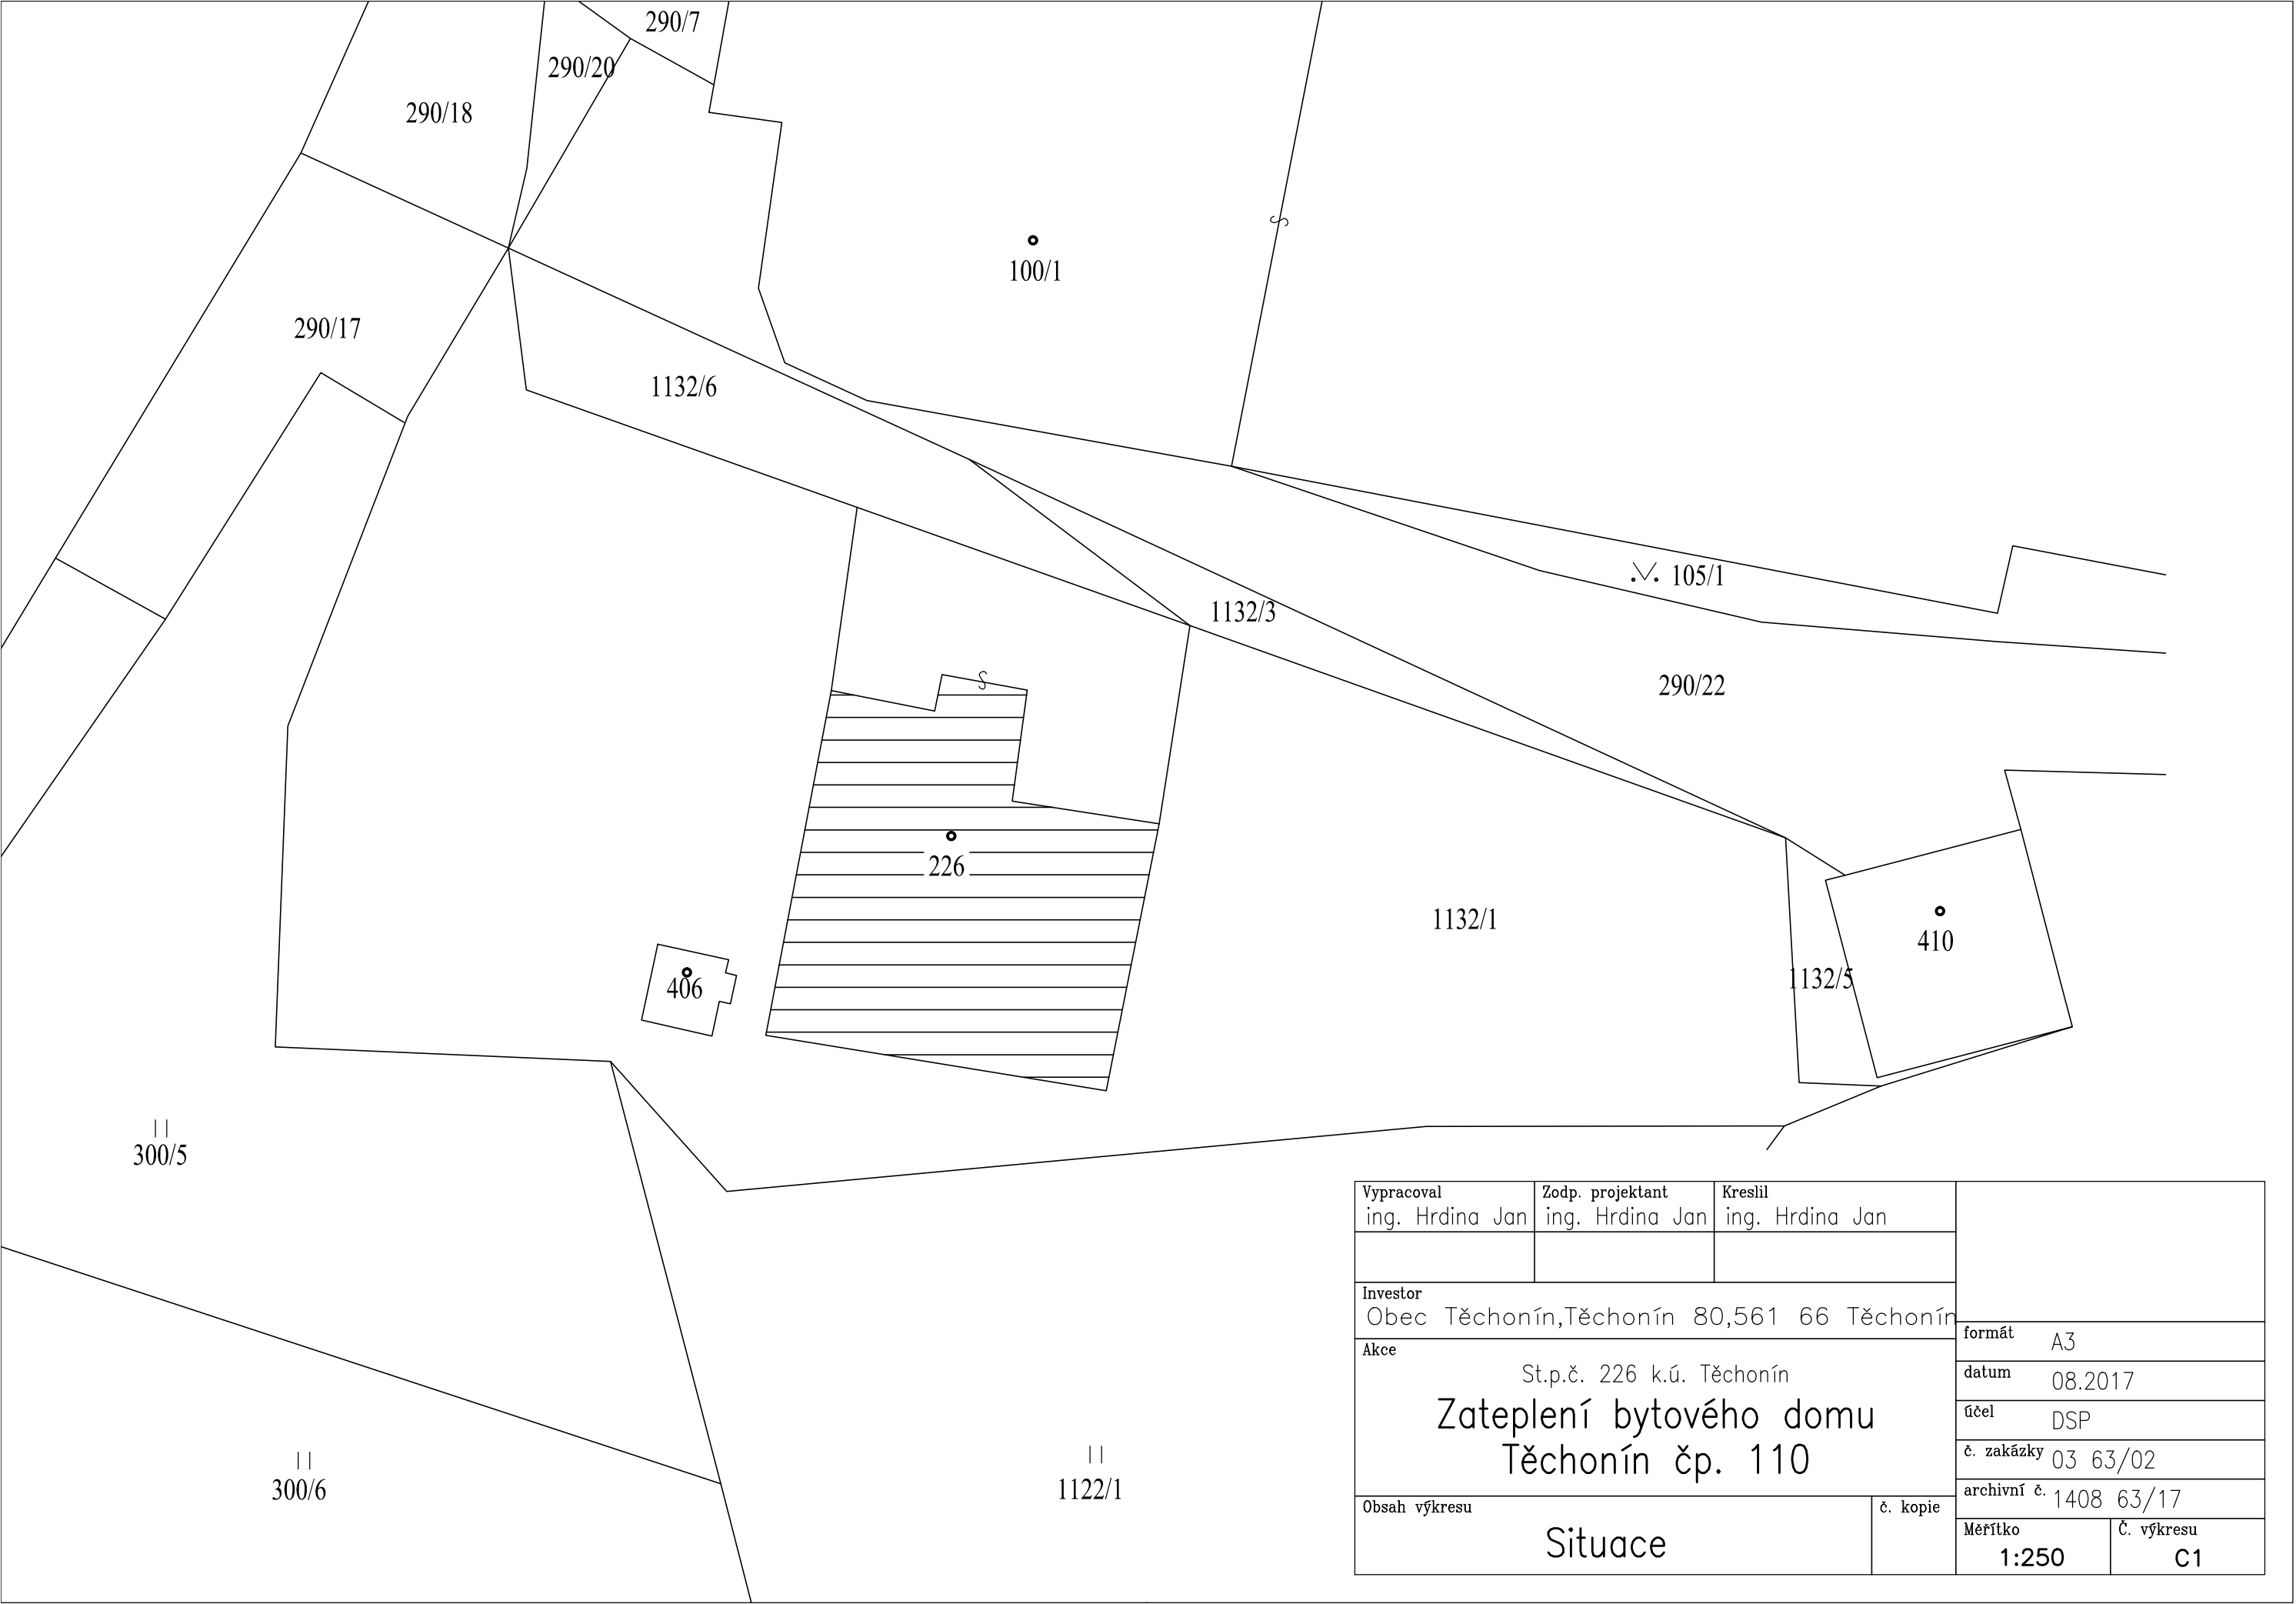 290/7
290/20
290/18
100/1
290/17
1132/6
105/1
1132/3
290/22
226
1132/1
410
1132/5
406
300/5
300/6
1122/1
Vypracoval
ing. Hrdina Jan
Zodp. projektant
ing. Hrdina Jan
Kreslil
ing. Hrdina Jan
Investor
Obec Těchonín,Těchonín 80,561 66 Těchonín
Akce
St.p.č. 226 k.ú. Těchonín
Zateplení bytového domu
Těchonín čp. 110
Obsah výkresu
Situace
č. kopie
formát A3
datum 08.2017
účel DSP
č. zakázky 03 63/02
archivní č. 1408 63/17
Měřítko
1:250
Č. výkresu
C1